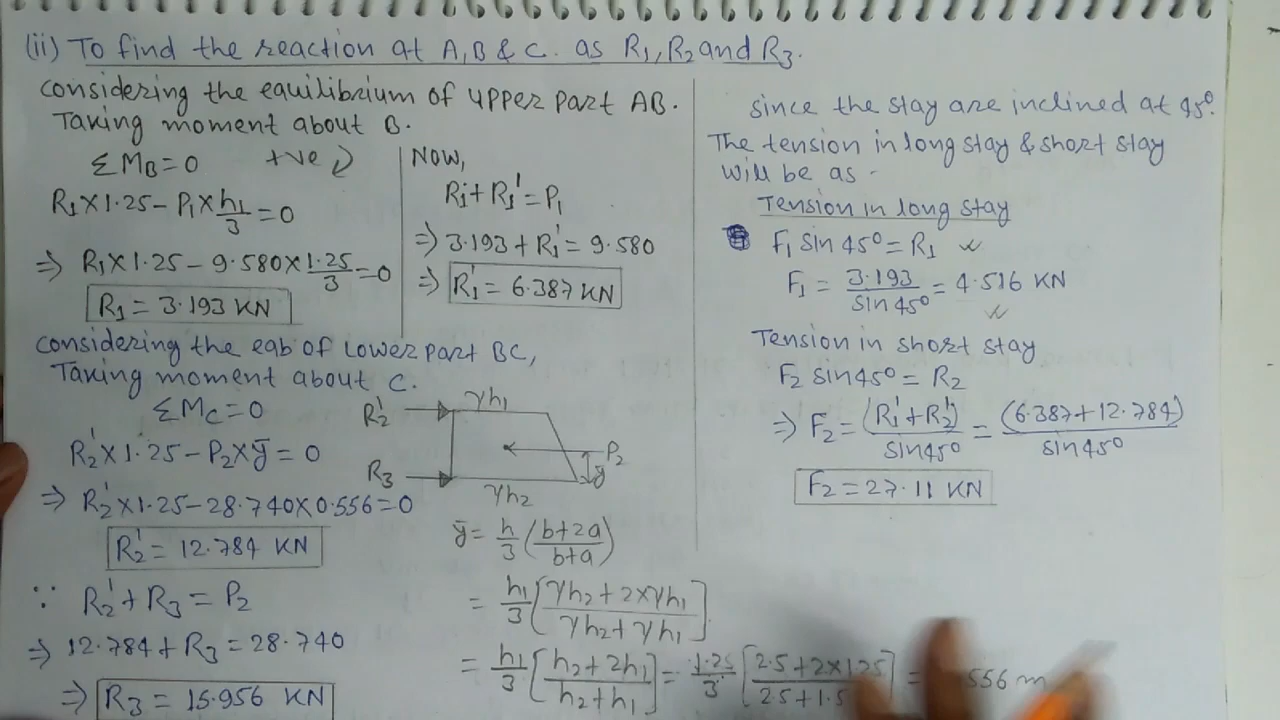 (ii) To find the reaction at A, B & C. as R1, R2 and R3.
considering the equilibrium of upper part AB.
Taking moment about B.
ΣMB = 0 +ve
R1 × 1.25 − P1 × h1/3 = 0
⇒ R1 × 1.25 − 9.580 × 1.25/3 = 0
R1 = 3.193 KN
NOW,
R1 + R1' = P1
⇒ 3.193 + R1' = 9.580
⇒ R1' = 6.387 KN
considering the eqb of Lower part BC,
Taking moment about C.
ΣMC = 0
R2' × 1.25 − P2 × ȳ = 0
⇒ R2' × 1.25 − 28.740 × 0.556 = 0
R2' = 12.784 KN
∵ R2' + R3 = P2
⇒ 12.784 + R3 = 28.740
⇒ R3 = 15.956 KN
γh1
R2'
P2
ȳ
R3
γh2
ȳ = h/3 (b+2a / b+a)
= h1/3 [γh2 + 2×γh1 / γh2 + γh1]
= h1/3 [h2 + 2h1 / h2 + h1] = 1.25/3 [2.5 + 2×1.25 / 2.5 + 1.5 ] = 556 m
since the stay are inclined at 45°.
The tension in long stay & short stay
will be as -
Tension in long stay
F1 sin 45° = R1
F1 = 3.193 / sin 45° = 4.516 KN
Tension in short stay
F2 sin 45° = R2
⇒ F2 = (R1' + R2') / sin 45° = (6.387 + 12.784) / sin 45°
F2 = 27.11 KN